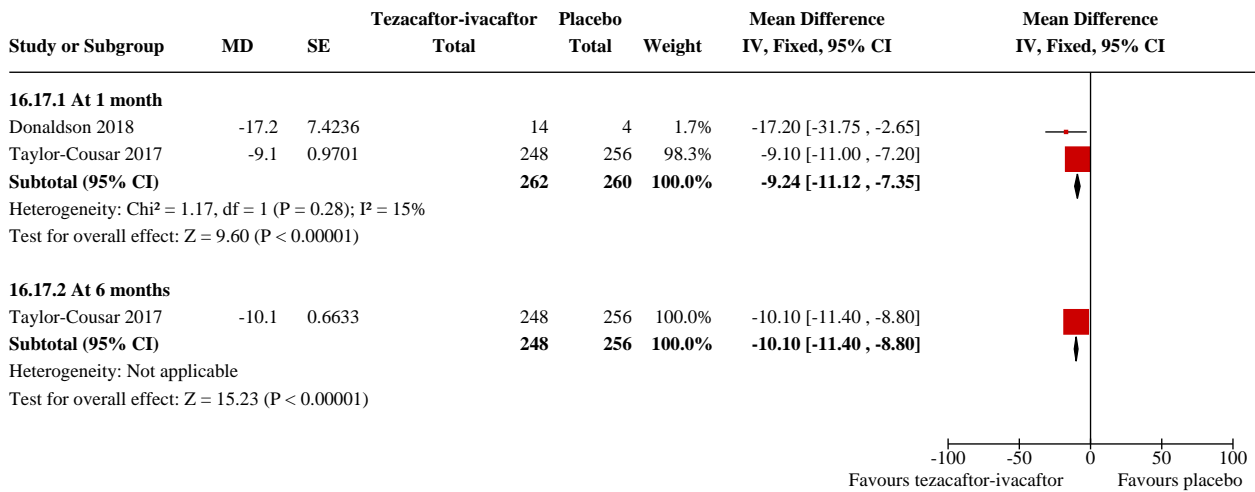 Tezacaftor-ivacaftor Placebo Mean Difference Mean Difference
Study or Subgroup MD SE Total Total Weight IV, Fixed, 95% CI IV, Fixed, 95% CI
16.17.1 At 1 month
Donaldson 2018 -17.2 7.4236 14 4 1.7% -17.20 [-31.75 , -2.65]
Taylor-Cousar 2017 -9.1 0.9701 248 256 98.3% -9.10 [-11.00 , -7.20]
Subtotal (95% CI) 262 260 100.0% -9.24 [-11.12 , -7.35]
Heterogeneity: Chi² = 1.17, df = 1 (P = 0.28); I² = 15%
Test for overall effect: Z = 9.60 (P < 0.00001)
16.17.2 At 6 months
Taylor-Cousar 2017 -10.1 0.6633 248 256 100.0% -10.10 [-11.40 , -8.80]
Subtotal (95% CI) 248 256 100.0% -10.10 [-11.40 , -8.80]
Heterogeneity: Not applicable
Test for overall effect: Z = 15.23 (P < 0.00001)
-100 -50 0 50 100
Favours tezacaftor-ivacaftor Favours placebo